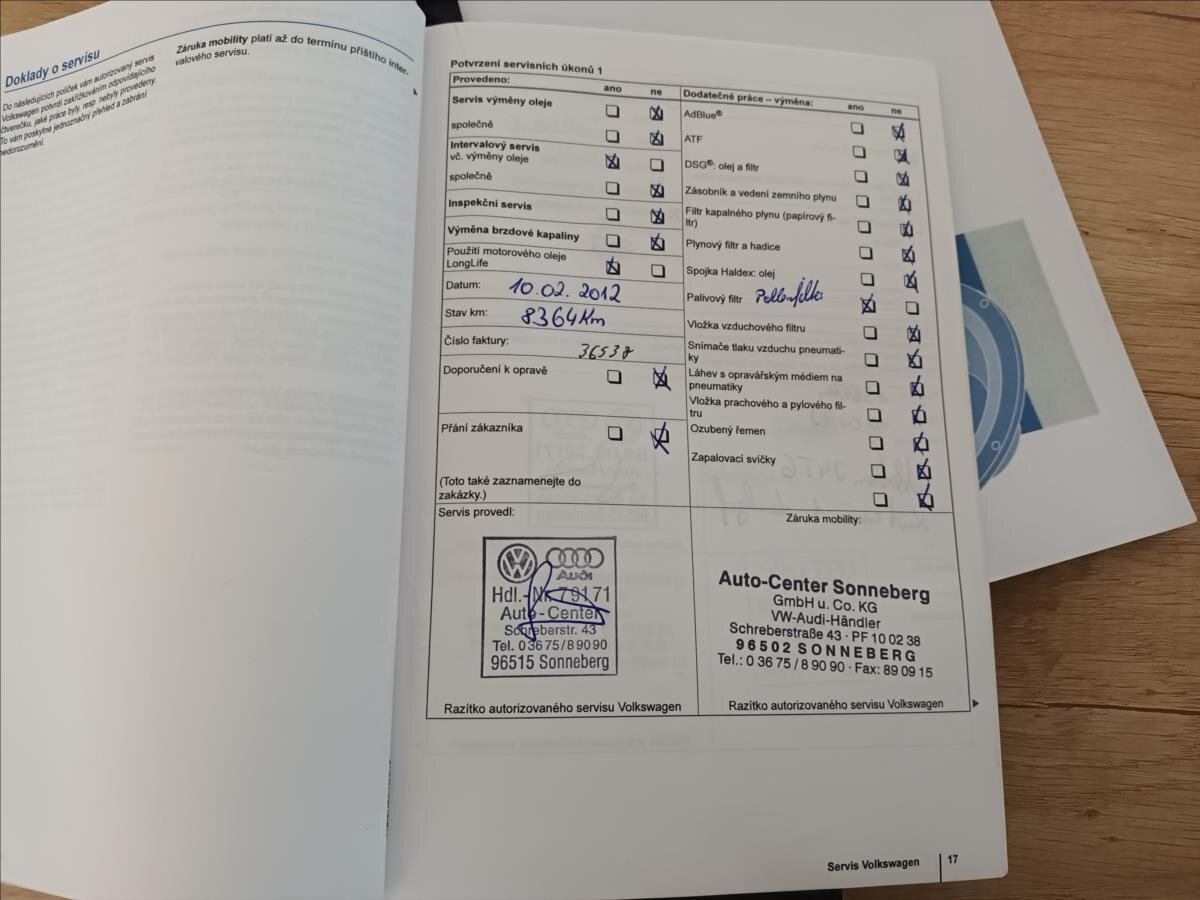 Doklady o servisu
Do následujících políček vám autorizovaný servis
Volkswagen potvrdí zakřížkováním odpovídajícího
čtverečku, jaké práce byly, resp. nebyly provedeny.
To vám poskytne jednoznačný přehled a zabrání
nedorozumění.
Záruka mobility platí až do termínu příštího inter-
valového servisu.
Potvrzení servisních úkonů 1
Provedeno:
ano ne
Servis výměny oleje
společně
Intervalový servis
vč. výměny oleje
společně
Inspekční servis
Výměna brzdové kapaliny
Použití motorového oleje
LongLife
Datum: 10.02.2012
Stav km: 8364Km
Číslo faktury: 36538
Doporučení k opravě
Přání zákazníka
(Toto také zaznamenejte do
zakázky.)
Dodatečné práce – výměna:
ano ne
AdBlue®
ATF
DSG®: olej a filtr
Zásobník a vedení zemního plynu
Filtr kapalného plynu (papírový fi-
ltr)
Plynový filtr a hadice
Spojka Haldex: olej
Palivový filtr Pollenfilter
Vložka vzduchového filtru
Snímače tlaku vzduchu pneumati-
ky
Láhev s opravářským médiem na
pneumatiky
Vložka prachového a pylového fil-
tru
Ozubený řemen
Zapalovací svíčky
Servis provedl:
Audi
Hdl.-Nr. 79171
Auto-Center
Schreberstr. 43
Tel. 03675/89090
96515 Sonneberg
Razítko autorizovaného servisu Volkswagen
Záruka mobility:
Auto-Center Sonneberg
GmbH u. Co. KG
VW-Audi-Händler
Schreberstraße 43 · PF 10 02 38
96502 SONNEBERG
Tel.: 0 36 75 / 8 90 90 · Fax: 89 09 15
Razítko autorizovaného servisu Volkswagen
Servis Volkswagen 17